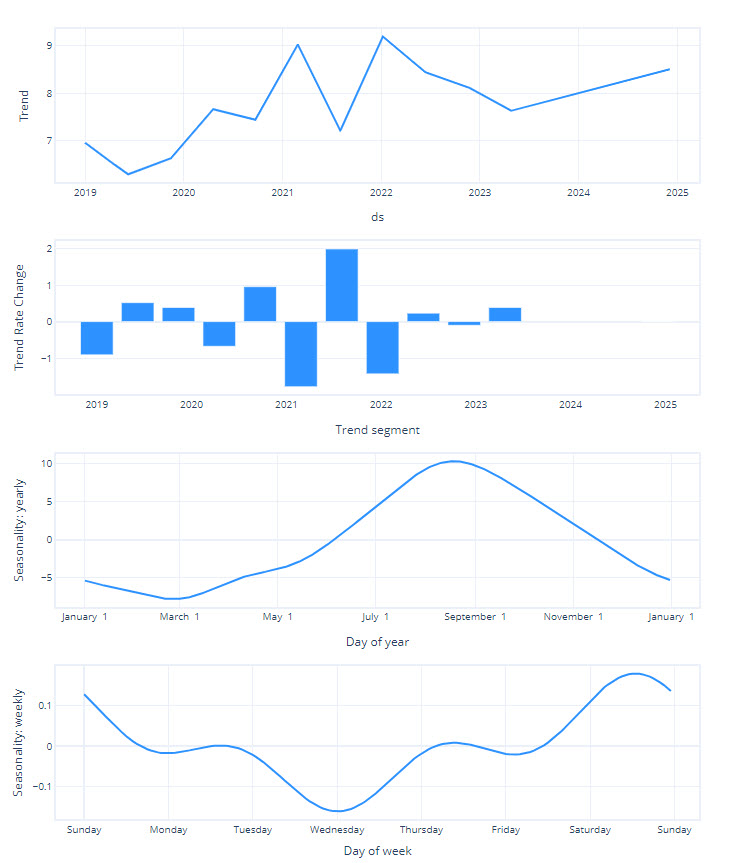 9
8
7
Trend
2019 2020 2021 2022 2023 2024 2025
ds
2
1
0
−1
Trend Rate Change
2019 2020 2021 2022 2023 2024 2025
Trend segment
10
5
0
−5
Seasonality: yearly
January 1 March 1 May 1 July 1 September 1 November 1 January 1
Day of year
0.1
0
−0.1
Seasonality: weekly
Sunday Monday Tuesday Wednesday Thursday Friday Saturday Sunday
Day of week